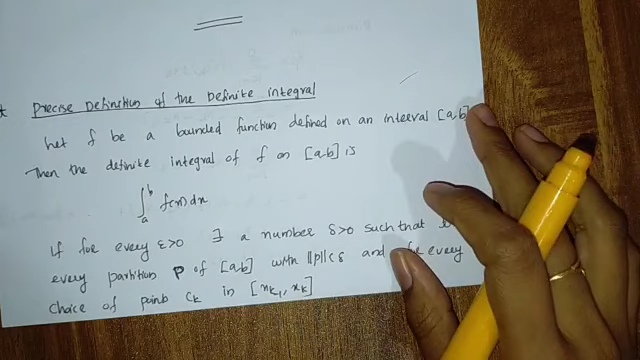 Precise Definition of the Definite integral
Let f be a bounded function defined on an interval [a,b]
Then the definite integral of f on [a,b] is
∫_a^b f(x) dx
If for every ε>0 ∃ a number δ>0 such that
every partition P of [a,b] with ||p||<δ and for every
choice of points C_k in [x_{k-1}, x_k]